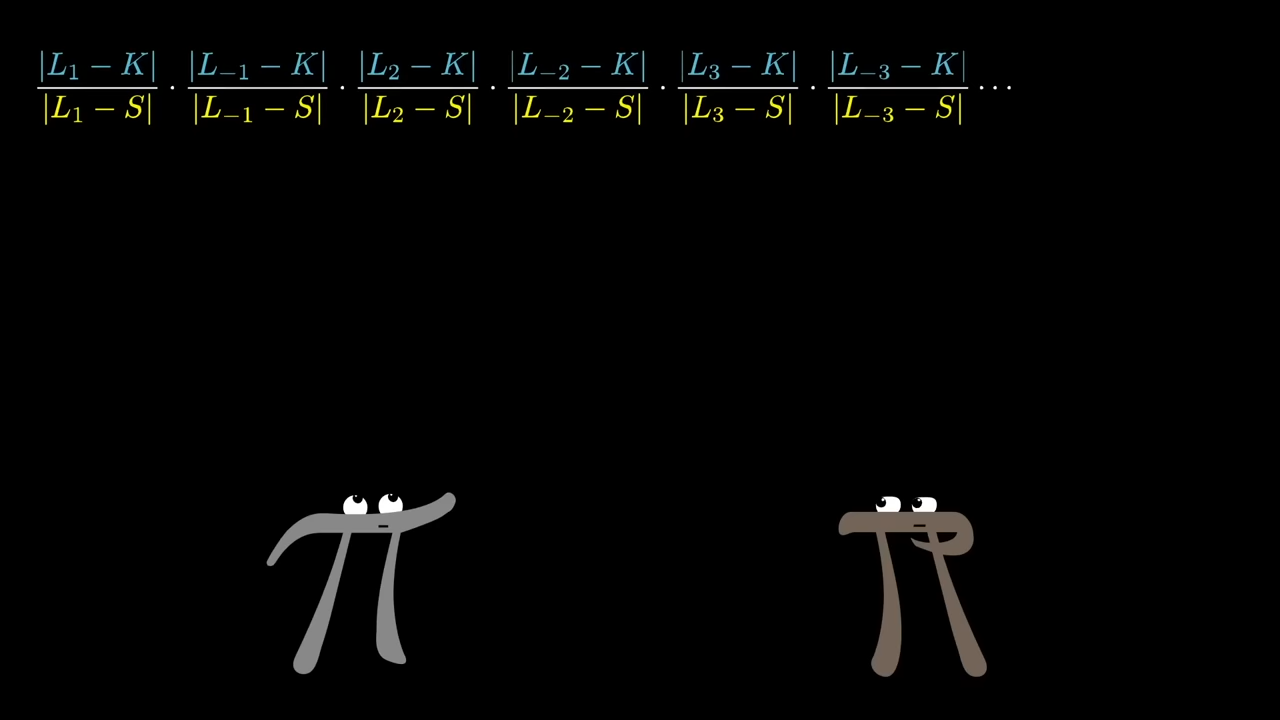 |L₁ − K| / |L₁ − S| · |L₋₁ − K| / |L₋₁ − S| · |L₂ − K| / |L₂ − S| · |L₋₂ − K| / |L₋₂ − S| · |L₃ − K| / |L₃ − S| · |L₋₃ − K| / |L₋₃ − S| ···